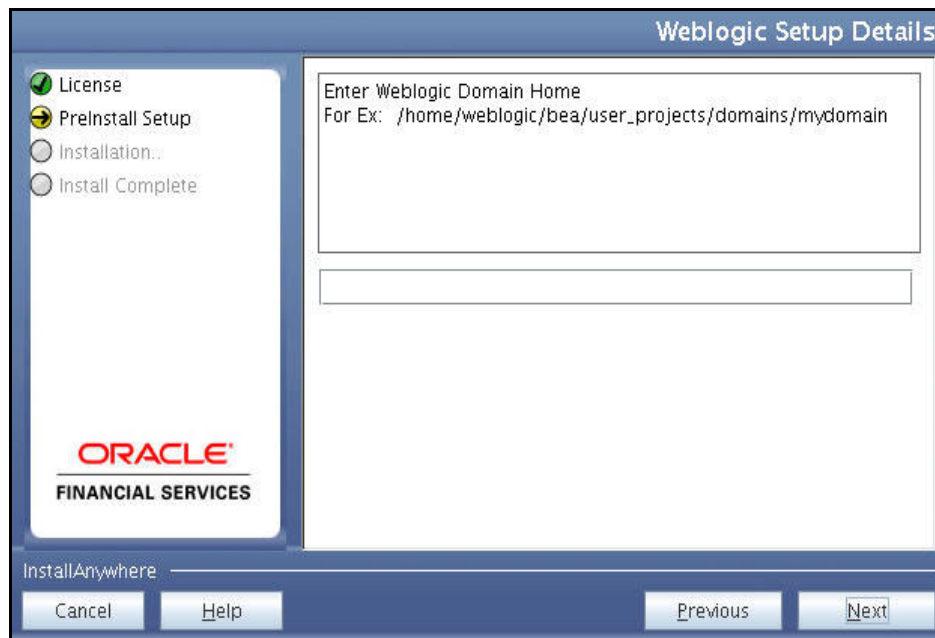 Weblogic Setup Details
License
PreInstall Setup
Installation..
Install Complete
Enter Weblogic Domain Home
For Ex: /home/weblogic/bea/user_projects/domains/mydomain
ORACLE
FINANCIAL SERVICES
InstallAnywhere
Cancel
Help
Previous
Next